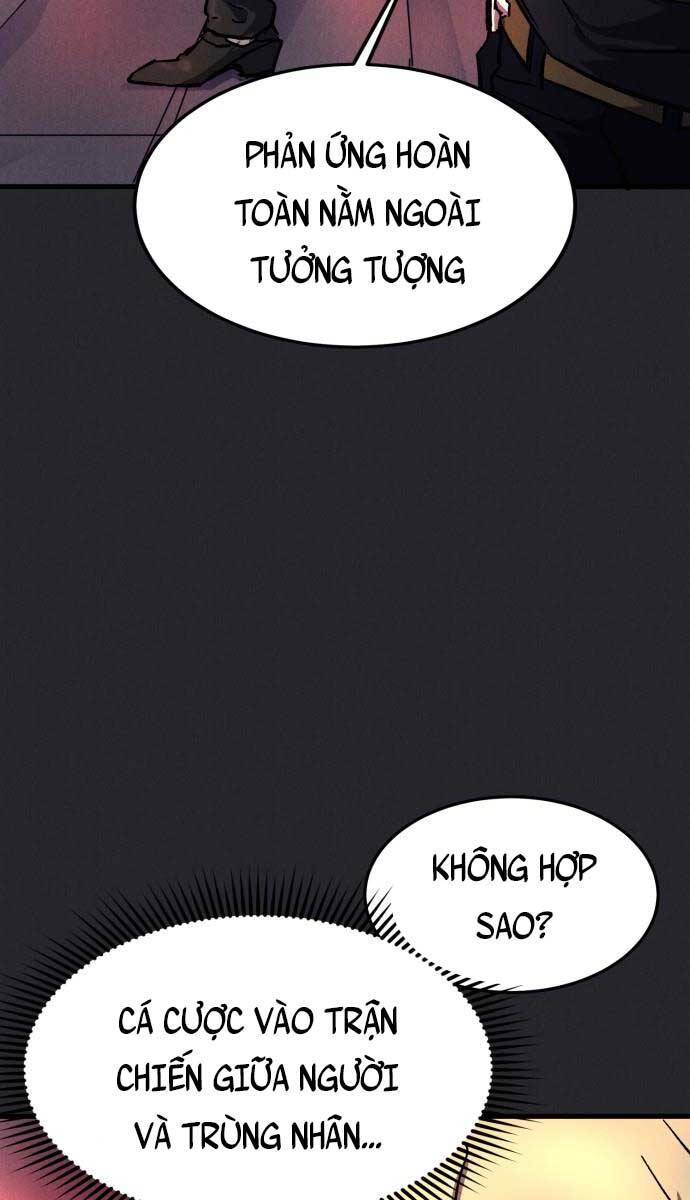 PHẢN ỨNG HOÀN
TOÀN NẰM NGOÀI
TƯỞNG TƯỢNG
KHÔNG HỢP
SAO?
CÁ CƯỢC VÀO TRẬN
CHIẾN GIỮA NGƯỜI
VÀ TRÙNG NHÂN...